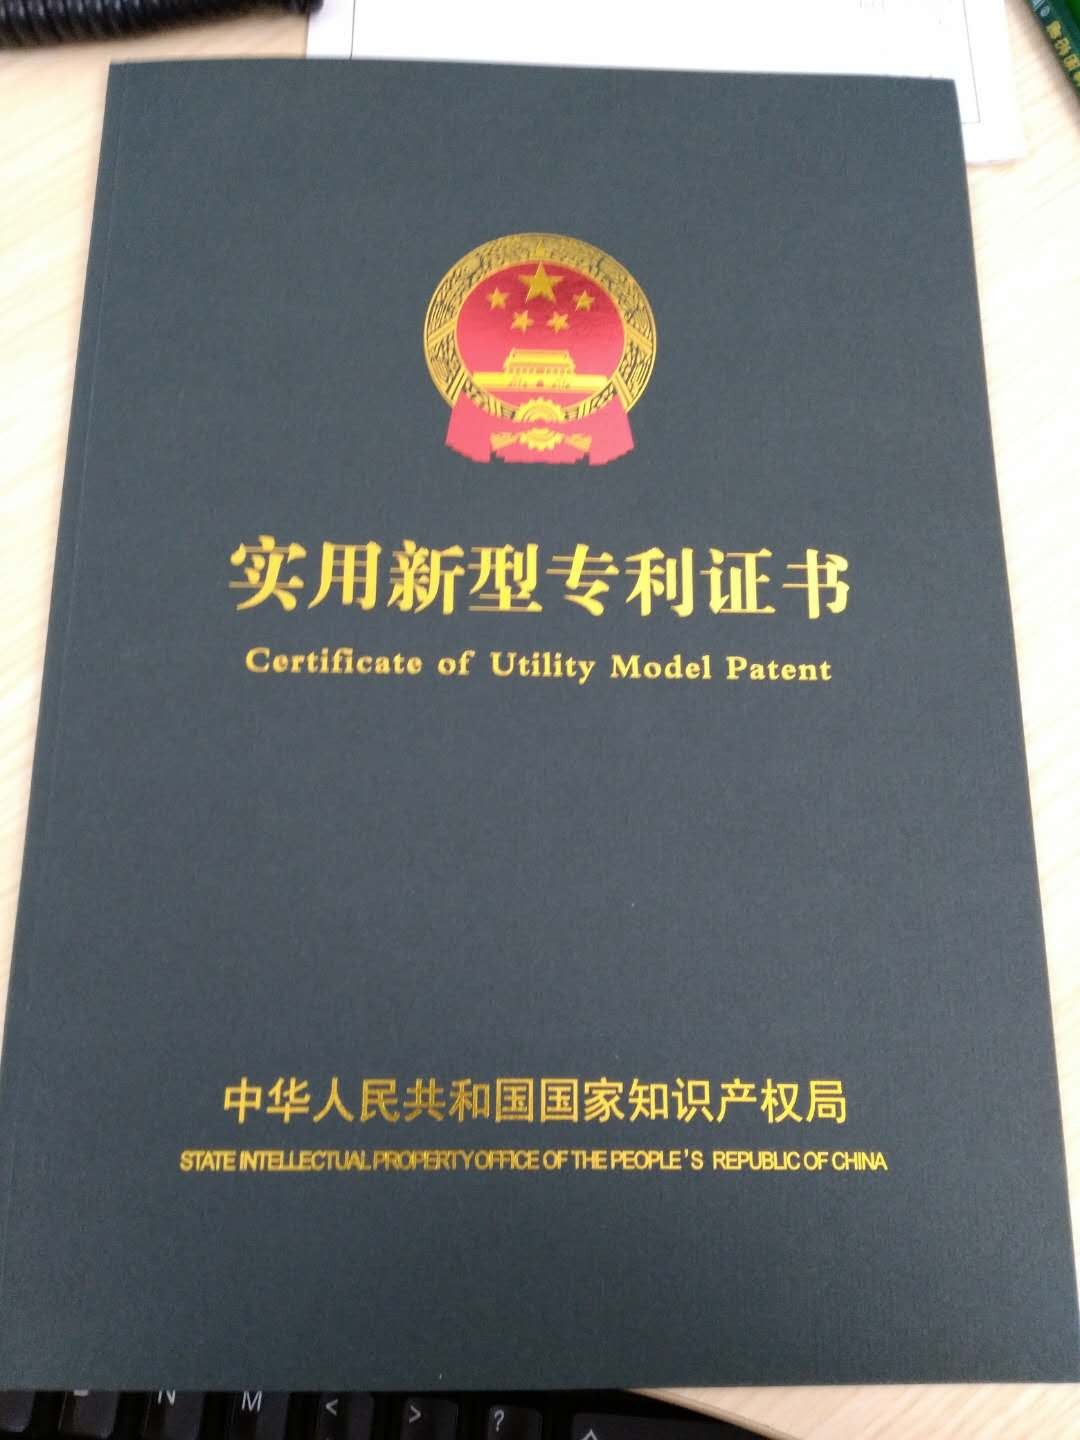 实用新型专利证书
Certificate of Utility Model Patent
中华人民共和国国家知识产权局
STATE INTELLECTUAL PROPERTY OFFICE OF THE PEOPLE'S REPUBLIC OF CHINA
N M < > ?